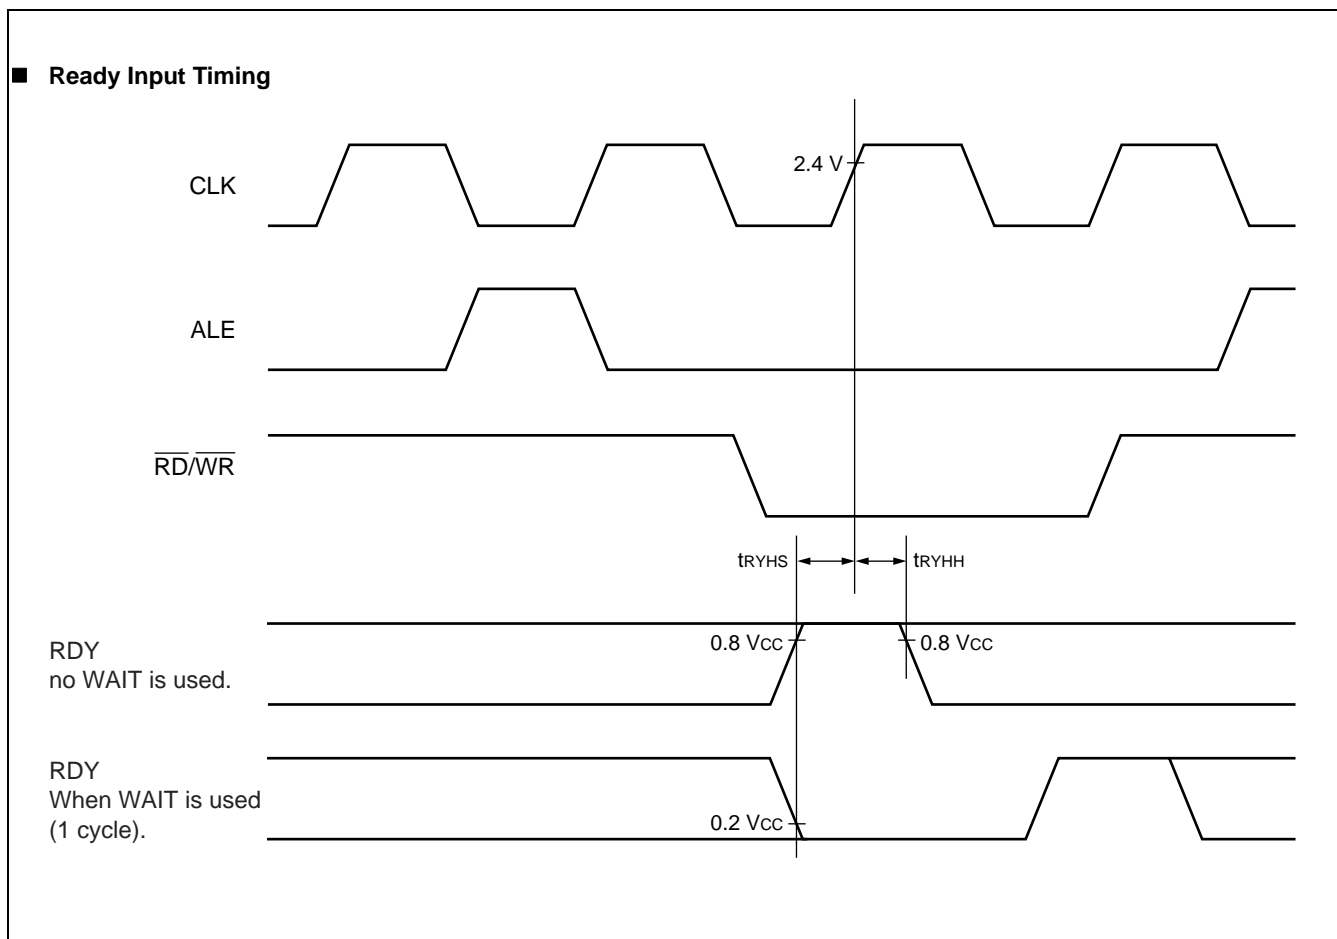 ■ Ready Input Timing
CLK
2.4 V
ALE
RD/WR
tRYHS
tRYHH
RDY
no WAIT is used.
0.8 VCC
0.8 VCC
RDY
When WAIT is used
(1 cycle).
0.2 VCC